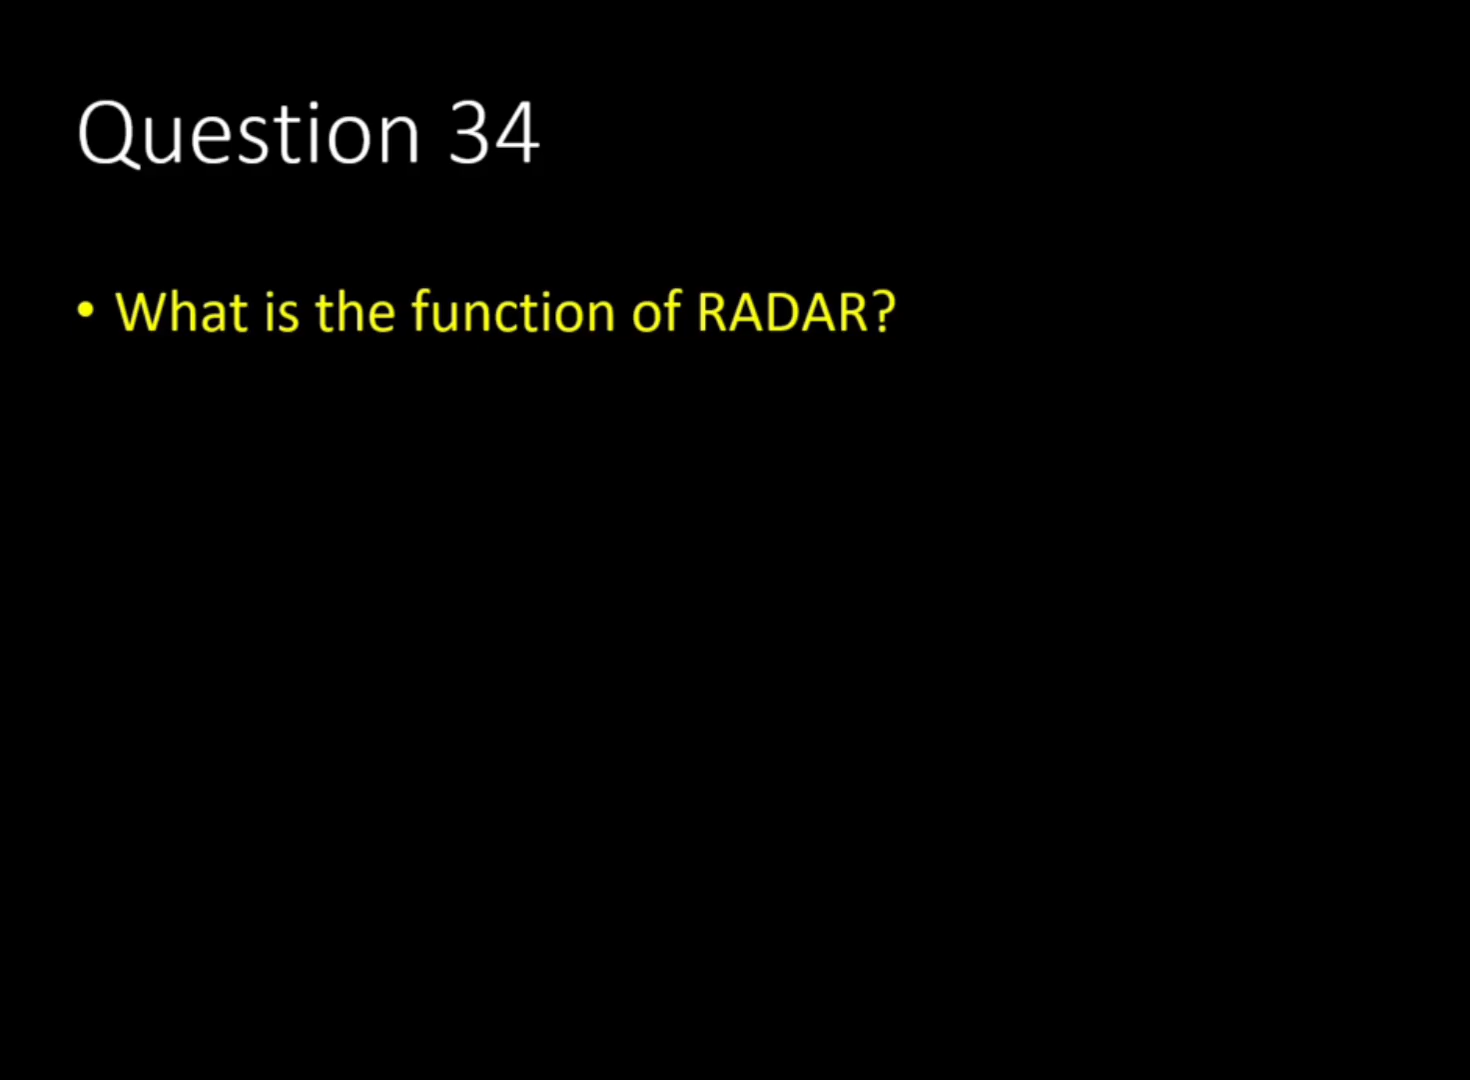 Question 34
• What is the function of RADAR?